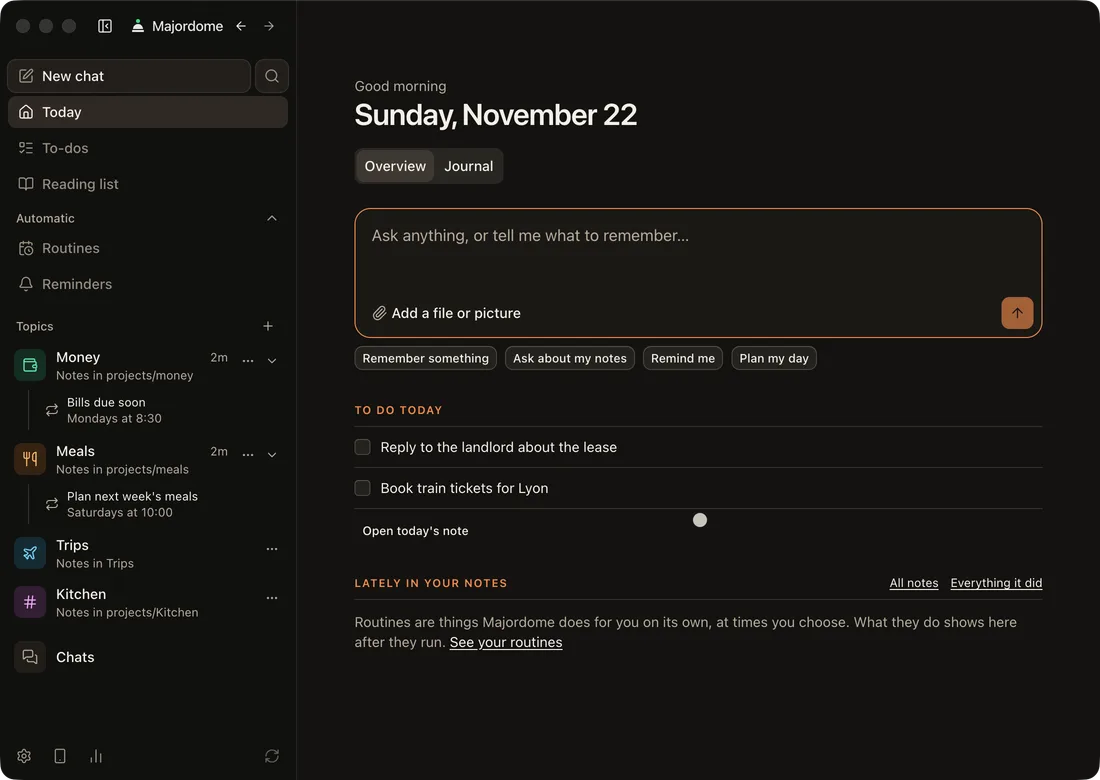 Majordome
New chat
Today
To-dos
Reading list
Automatic
Routines
Reminders
Topics
Money 2m
Notes in projects/money
Bills due soon
Mondays at 8:30
Meals 2m
Notes in projects/meals
Plan next week's meals
Saturdays at 10:00
Trips
Notes in Trips
Kitchen
Notes in projects/Kitchen
Chats
Good morning
Sunday, November 22
Overview Journal
Ask anything, or tell me what to remember...
Add a file or picture
Remember something Ask about my notes Remind me Plan my day
TO DO TODAY
Reply to the landlord about the lease
Book train tickets for Lyon
Open today's note
LATELY IN YOUR NOTES All notes Everything it did
Routines are things Majordome does for you on its own, at times you choose. What they do shows here
after they run. See your routines